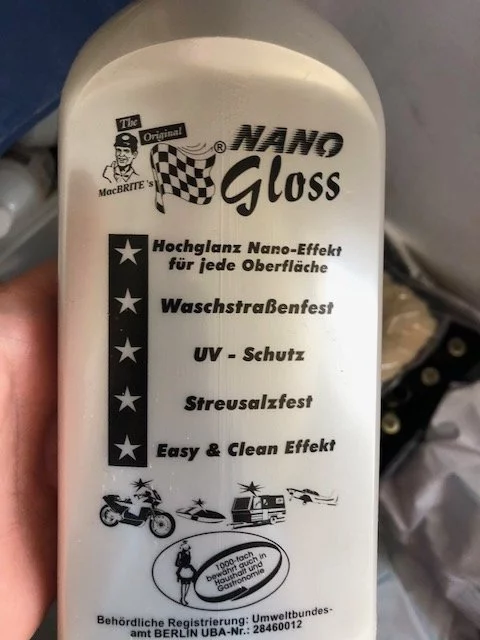 The
Original
MacBRITE's
®
NANO
Gloss
Hochglanz Nano-Effekt
für jede Oberfläche
Waschstraßenfest
UV - Schutz
Streusalzfest
Easy & Clean Effekt
1000-fach
bewährt auch in
Haushalt und
Gastronomie
Behördliche Registrierung: Umweltbundes-
amt BERLIN UBA-Nr.: 28460012